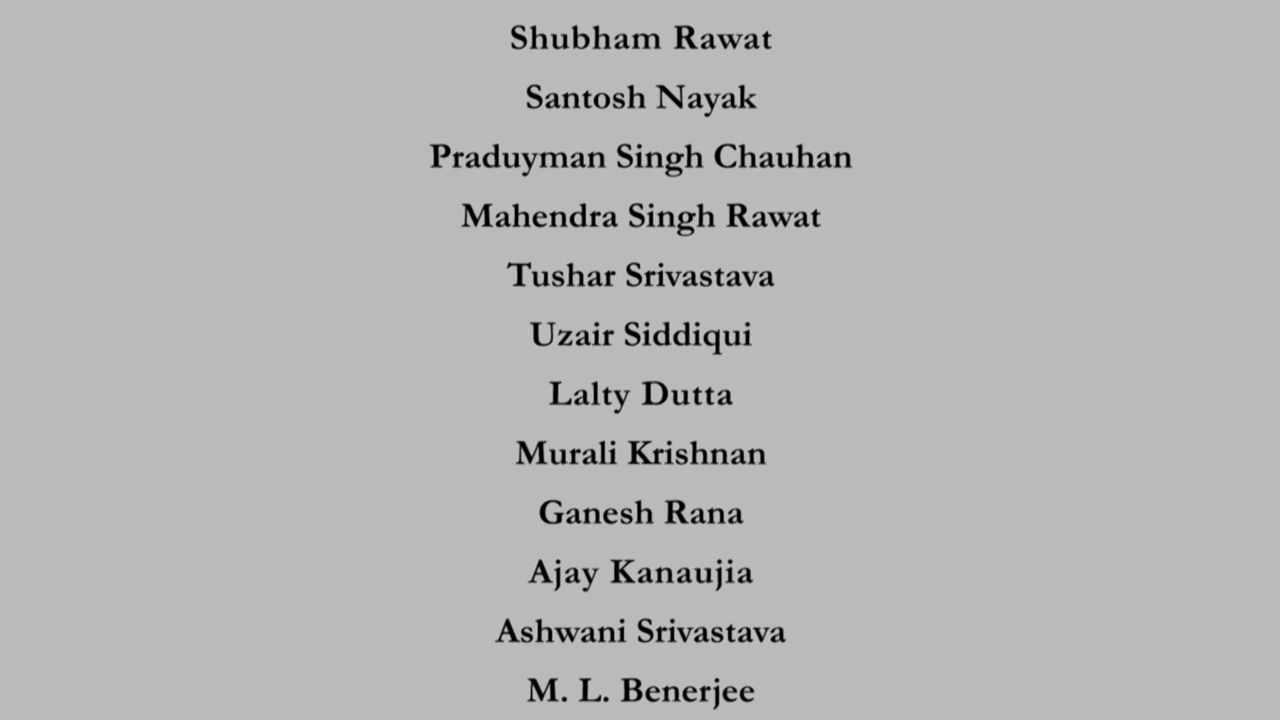 Shubham Rawat
Santosh Nayak
Praduyman Singh Chauhan
Mahendra Singh Rawat
Tushar Srivastava
Uzair Siddiqui
Lalty Dutta
Murali Krishnan
Ganesh Rana
Ajay Kanaujia
Ashwani Srivastava
M. L. Benerjee